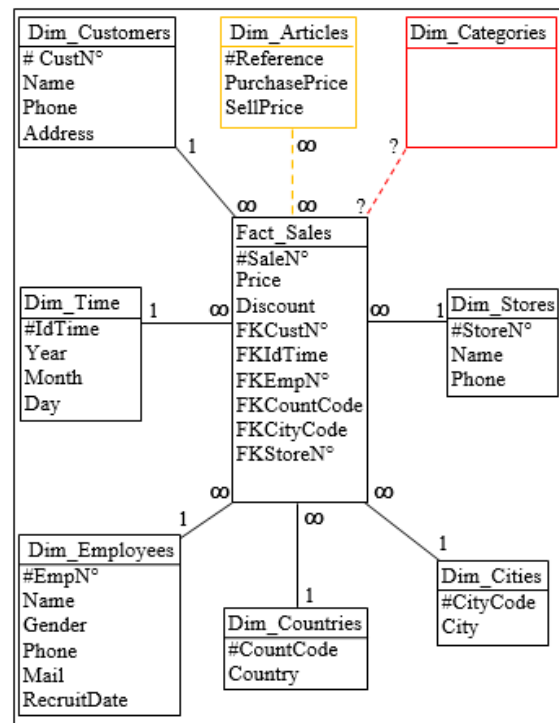 Dim_Customers
# CustN°
Name
Phone
Address
Dim_Articles
#Reference
PurchasePrice
SellPrice
Dim_Categories
1
∞
?
∞
∞
?
Fact_Sales
#SaleN°
Price
Discount
FKCustN°
FKIdTime
FKEmpN°
FKCountCode
FKCityCode
FKStoreN°
Dim_Time
#IdTime
Year
Month
Day
1
∞
∞
1
Dim_Stores
#StoreN°
Name
Phone
∞
∞
∞
1
1
1
Dim_Employees
#EmpN°
Name
Gender
Phone
Mail
RecruitDate
Dim_Countries
#CountCode
Country
Dim_Cities
#CityCode
City